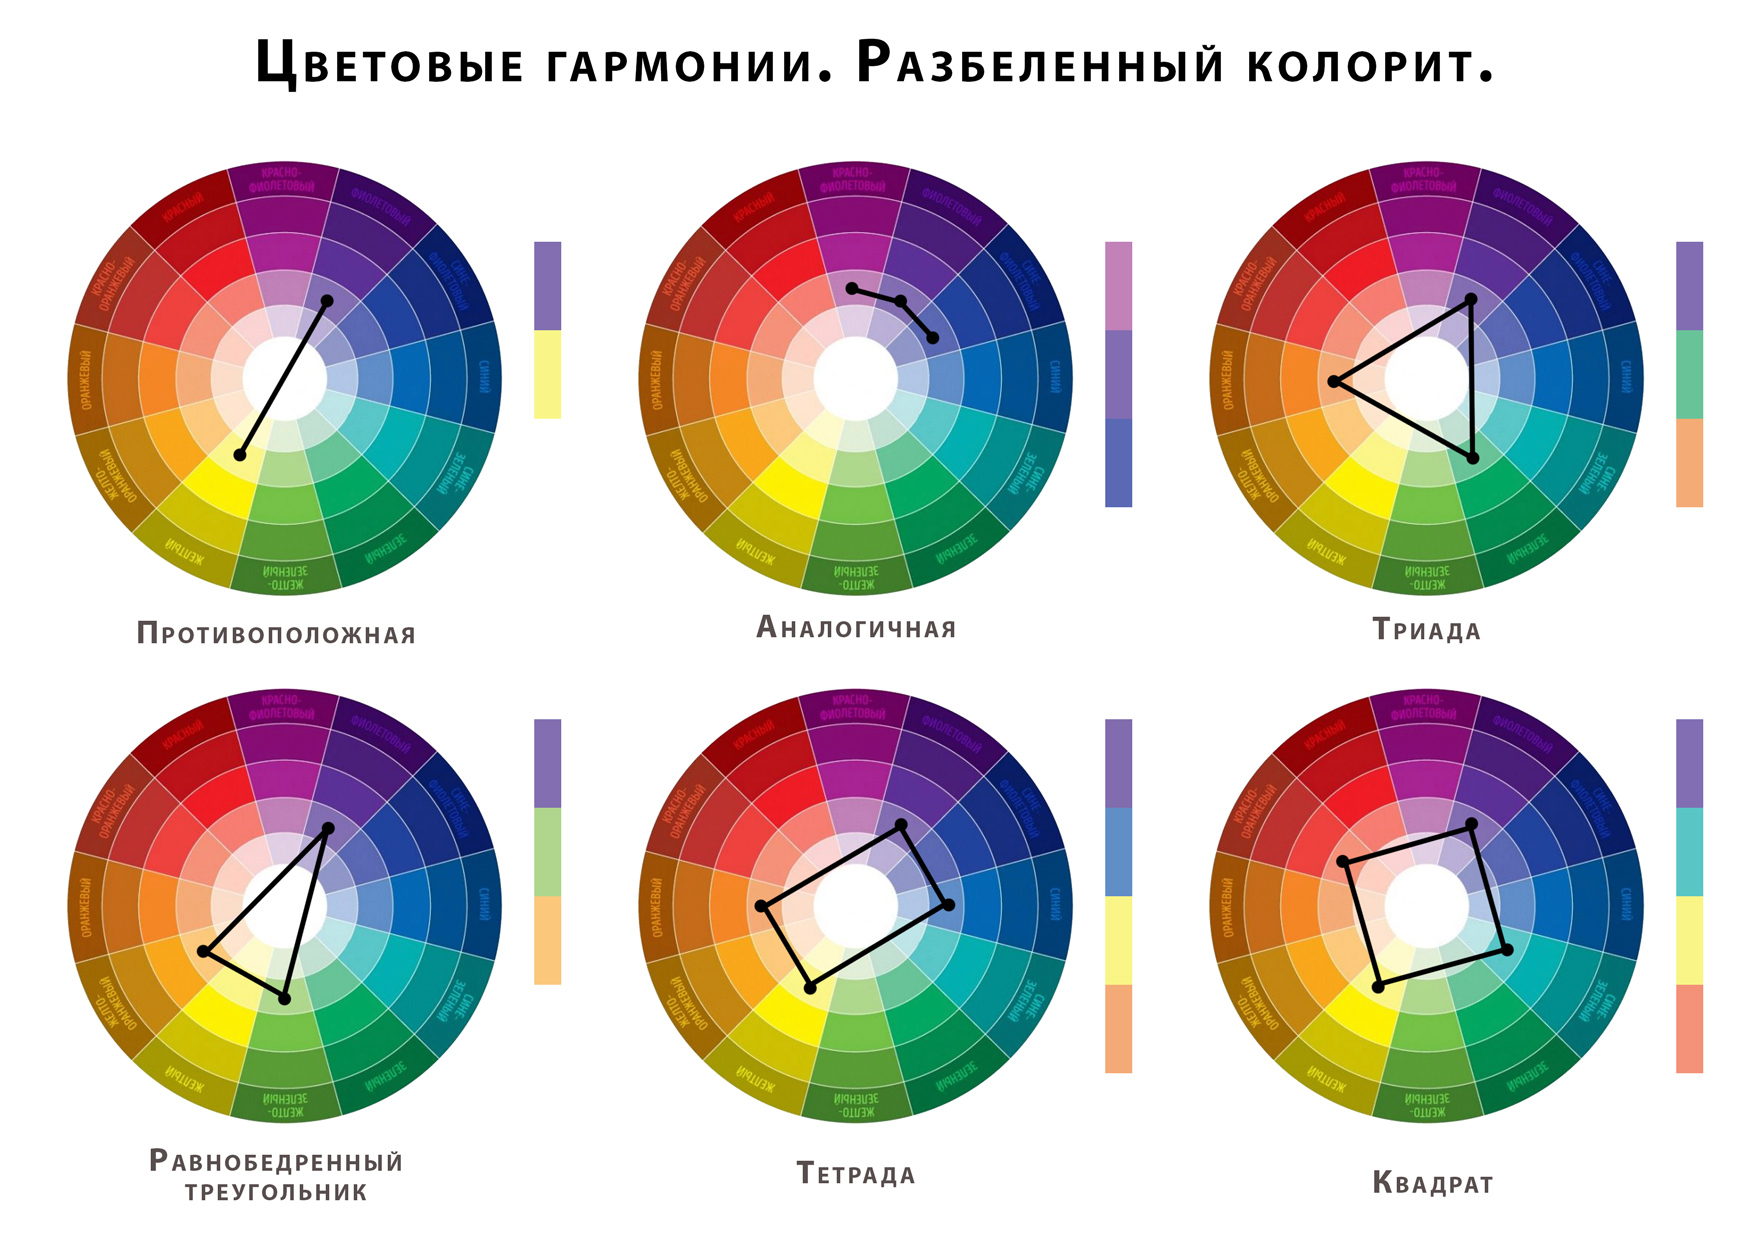 Цветовые гармонии. Разбеленный колорит.
КРАСНО-
ФИОЛЕТОВЫЙ
ФИОЛЕТОВЫЙ
СИНЕ-
ФИОЛЕТОВЫЙ
СИНИЙ
СИНЕ-
ЗЕЛЕНЫЙ
ЗЕЛЕНЫЙ
ЖЕЛТО-
ЗЕЛЕНЫЙ
ЖЕЛТЫЙ
ЖЕЛТО-
ОРАНЖЕВЫЙ
ОРАНЖЕВЫЙ
КРАСНО-
ОРАНЖЕВЫЙ
КРАСНЫЙ
Противоположная
КРАСНО-
ФИОЛЕТОВЫЙ
ФИОЛЕТОВЫЙ
СИНЕ-
ФИОЛЕТОВЫЙ
СИНИЙ
СИНЕ-
ЗЕЛЕНЫЙ
ЗЕЛЕНЫЙ
ЖЕЛТО-
ЗЕЛЕНЫЙ
ЖЕЛТЫЙ
ЖЕЛТО-
ОРАНЖЕВЫЙ
ОРАНЖЕВЫЙ
КРАСНО-
ОРАНЖЕВЫЙ
КРАСНЫЙ
Аналогичная
КРАСНО-
ФИОЛЕТОВЫЙ
ФИОЛЕТОВЫЙ
СИНЕ-
ФИОЛЕТОВЫЙ
СИНИЙ
СИНЕ-
ЗЕЛЕНЫЙ
ЗЕЛЕНЫЙ
ЖЕЛТО-
ЗЕЛЕНЫЙ
ЖЕЛТЫЙ
ЖЕЛТО-
ОРАНЖЕВЫЙ
ОРАНЖЕВЫЙ
КРАСНО-
ОРАНЖЕВЫЙ
КРАСНЫЙ
Триада
КРАСНО-
ФИОЛЕТОВЫЙ
ФИОЛЕТОВЫЙ
СИНЕ-
ФИОЛЕТОВЫЙ
СИНИЙ
СИНЕ-
ЗЕЛЕНЫЙ
ЗЕЛЕНЫЙ
ЖЕЛТО-
ЗЕЛЕНЫЙ
ЖЕЛТЫЙ
ЖЕЛТО-
ОРАНЖЕВЫЙ
ОРАНЖЕВЫЙ
КРАСНО-
ОРАНЖЕВЫЙ
КРАСНЫЙ
Равнобедренный
треугольник
КРАСНО-
ФИОЛЕТОВЫЙ
ФИОЛЕТОВЫЙ
СИНЕ-
ФИОЛЕТОВЫЙ
СИНИЙ
СИНЕ-
ЗЕЛЕНЫЙ
ЗЕЛЕНЫЙ
ЖЕЛТО-
ЗЕЛЕНЫЙ
ЖЕЛТЫЙ
ЖЕЛТО-
ОРАНЖЕВЫЙ
ОРАНЖЕВЫЙ
КРАСНО-
ОРАНЖЕВЫЙ
КРАСНЫЙ
Тетрада
КРАСНО-
ФИОЛЕТОВЫЙ
ФИОЛЕТОВЫЙ
СИНЕ-
ФИОЛЕТОВЫЙ
СИНИЙ
СИНЕ-
ЗЕЛЕНЫЙ
ЗЕЛЕНЫЙ
ЖЕЛТО-
ЗЕЛЕНЫЙ
ЖЕЛТЫЙ
ЖЕЛТО-
ОРАНЖЕВЫЙ
ОРАНЖЕВЫЙ
КРАСНО-
ОРАНЖЕВЫЙ
КРАСНЫЙ
Квадрат